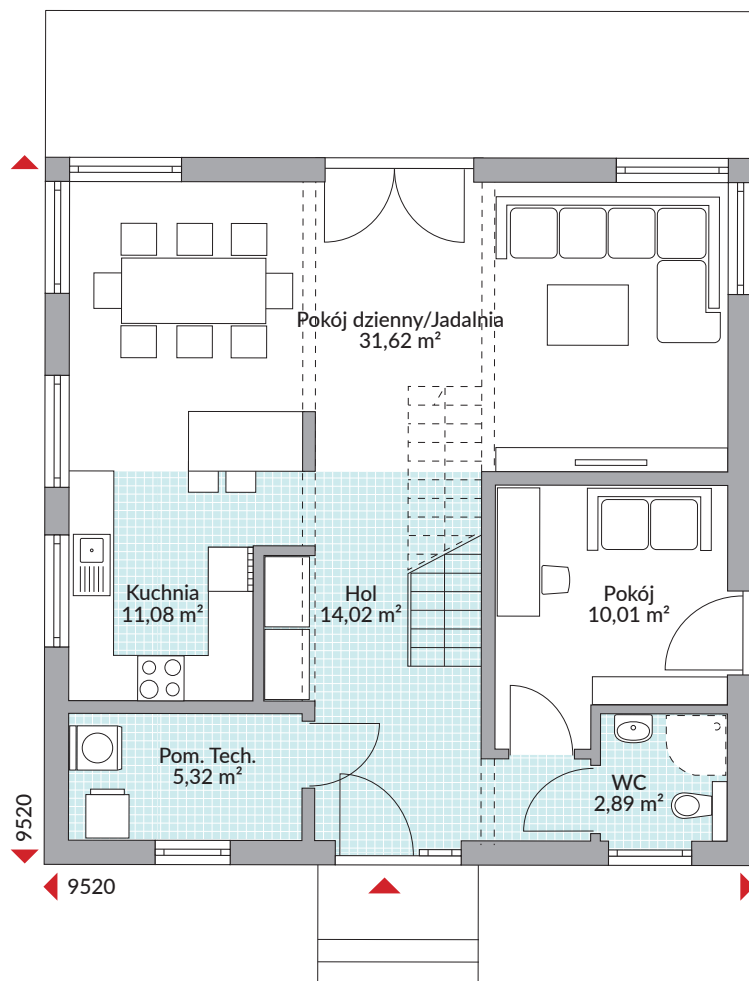 Pokój dzienny/Jadalnia
31,62 m²
Kuchnia
11,08 m²
Hol
14,02 m²
Pokój
10,01 m²
Pom. Tech.
5,32 m²
WC
2,89 m²
9520
9520